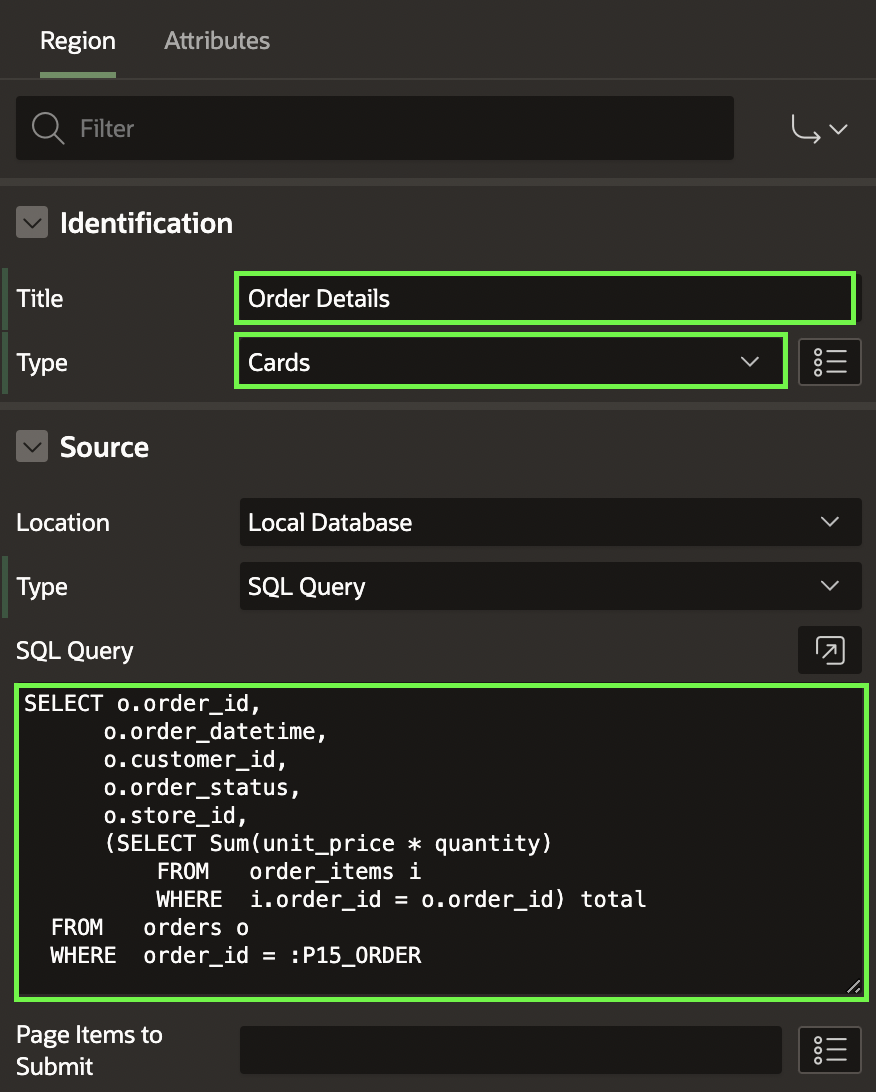 Region Attributes
Filter
Identification
Title Order Details
Type Cards
Source
Location Local Database
Type SQL Query
SQL Query
SELECT o.order_id,
o.order_datetime,
o.customer_id,
o.order_status,
o.store_id,
(SELECT Sum(unit_price * quantity)
FROM order_items i
WHERE i.order_id = o.order_id) total
FROM orders o
WHERE order_id = :P15_ORDER
Page Items to
Submit